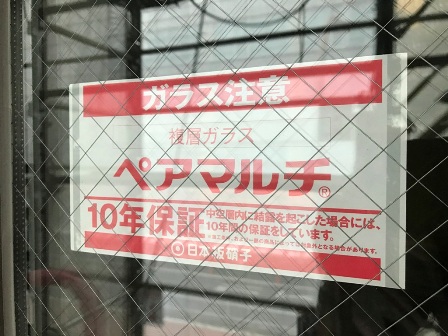 ガラス注意
複層ガラス
ペアマルチ®
10年保証
中空層内に結露を起こした場合には、
10年間の保証をしています。
日本板硝子